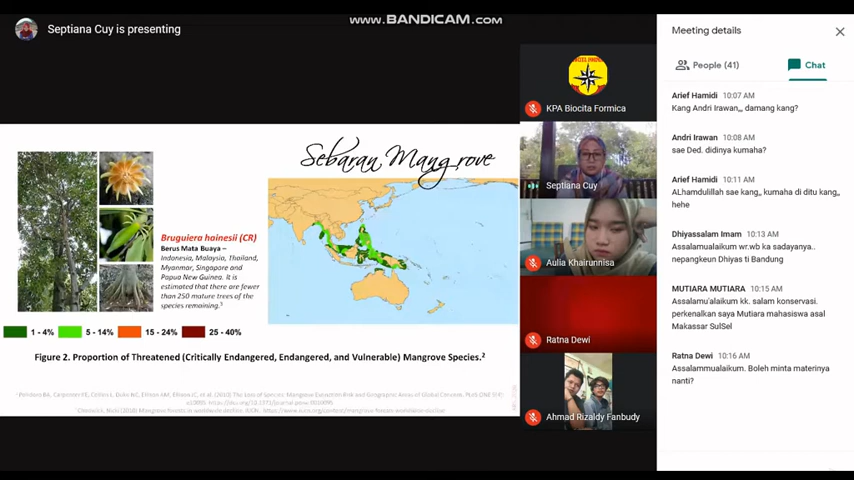 WWW.BANDICAM.COM
Septiana Cuy is presenting
Sebaran Mangrove
Bruguiera hainesii (CR)
Berus Mata Buaya –
Indonesia, Malaysia, Thailand,
Myanmar, Singapore and
Papua New Guinea. It is
estimated that there are fewer
than 250 mature trees of the
species remaining.
1 - 4%
5 - 14%
15 - 24%
25 - 40%
Figure 2. Proportion of Threatened (Critically Endangered, Endangered, and Vulnerable) Mangrove Species.2
KPA Biocita Formica
Septiana Cuy
Aulia Khairunnisa
Ratna Dewi
Ahmad Rizaldy Fanbudy
Meeting details
People (41)
Chat
Arief Hamidi 10:07 AM
Kang Andri Irawan,,, damang kang?
Andri Irawan 10:08 AM
sae Ded. didinya kumaha?
Arief Hamidi 10:11 AM
ALhamdulillah sae kang,, kumaha di ditu kang,,
hehe
Dhiyassalam Imam 10:13 AM
Assalamualaikum wr.wb ka sadayana..
nepangkeun Dhiyas ti Bandung
MUTIARA MUTIARA 10:15 AM
Assalamu'alaikum kk. salam konservasi.
perkenalkan saya Mutiara mahasiswa asal
Makassar SulSel
Ratna Dewi 10:16 AM
Assalammualaikum. Boleh minta materinya
nanti?